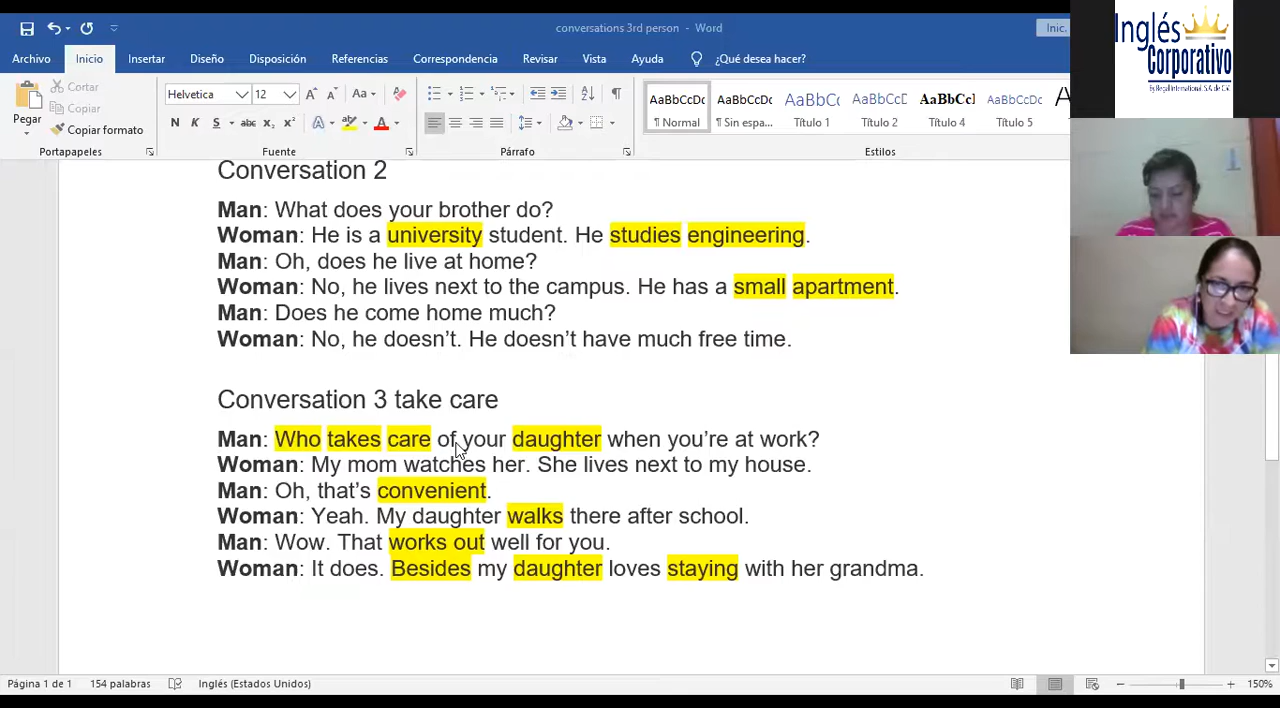 conversations 3rd person - Word
Inic.
Archivo Inicio Insertar Diseño Disposición Referencias Correspondencia Revisar Vista Ayuda ¿Qué desea hacer?
Pegar
Cortar
Copiar
Copiar formato
Portapapeles
Helvetica 12
Fuente
Párrafo
AaBbCcDc AaBbCcDc AaBbC AaBbCcD AaBbCcI AaBbCcD
¶ Normal ¶ Sin espa... Título 1 Título 2 Título 4 Título 5
Estilos
Inglés
Corporativo
Conversation 2
Man: What does your brother do?
Woman: He is a university student. He studies engineering.
Man: Oh, does he live at home?
Woman: No, he lives next to the campus. He has a small apartment.
Man: Does he come home much?
Woman: No, he doesn’t. He doesn’t have much free time.
Conversation 3 take care
Man: Who takes care of your daughter when you’re at work?
Woman: My mom watches her. She lives next to my house.
Man: Oh, that’s convenient.
Woman: Yeah. My daughter walks there after school.
Man: Wow. That works out well for you.
Woman: It does. Besides my daughter loves staying with her grandma.
Página 1 de 1 154 palabras Inglés (Estados Unidos) 150%